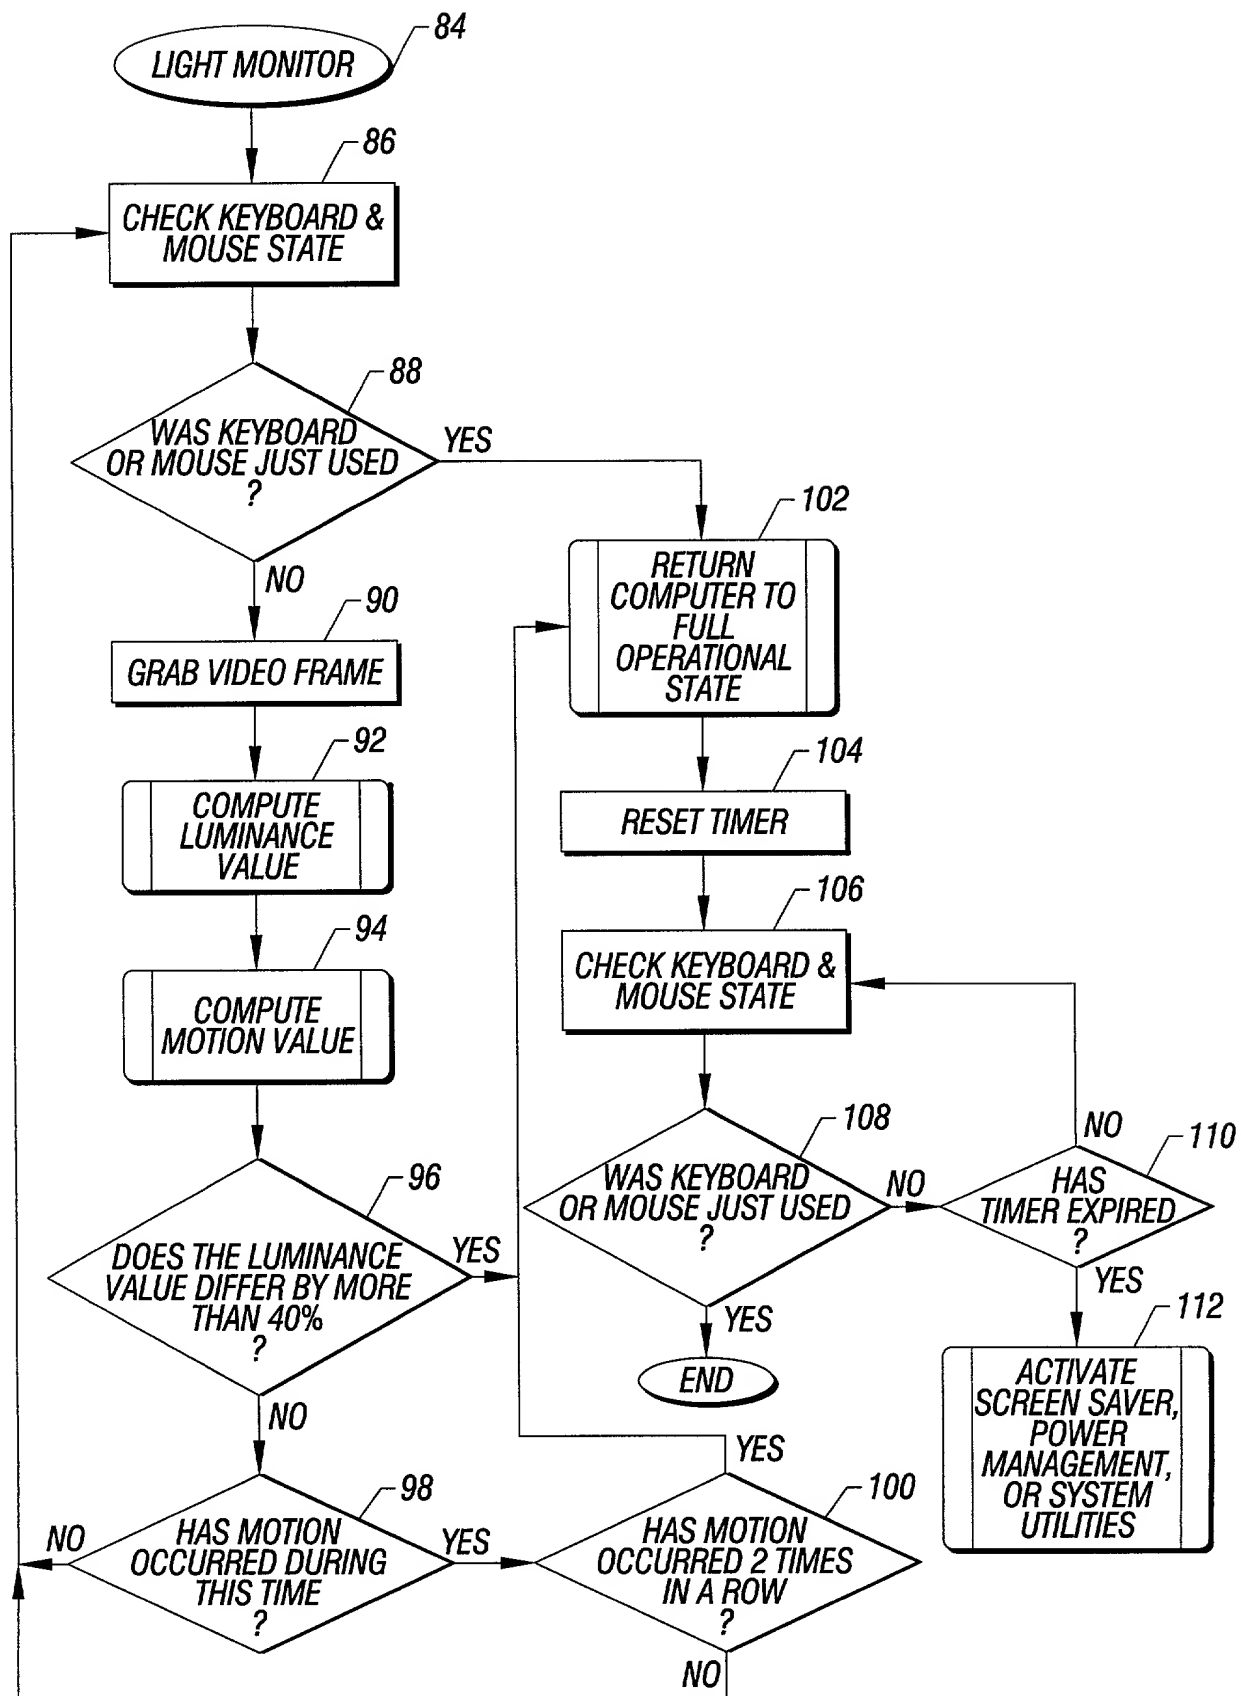 84
LIGHT MONITOR
86
CHECK KEYBOARD &
MOUSE STATE
88
WAS KEYBOARD
OR MOUSE JUST USED
?
YES
NO
90
GRAB VIDEO FRAME
92
COMPUTE
LUMINANCE
VALUE
94
COMPUTE
MOTION VALUE
96
DOES THE LUMINANCE
VALUE DIFFER BY MORE
THAN 40%
?
YES
NO
98
HAS MOTION
OCCURRED DURING
THIS TIME
?
NO
YES
100
HAS MOTION
OCCURRED 2 TIMES
IN A ROW
?
YES
NO
102
RETURN
COMPUTER TO
FULL
OPERATIONAL
STATE
104
RESET TIMER
106
CHECK KEYBOARD &
MOUSE STATE
108
WAS KEYBOARD
OR MOUSE JUST USED
?
NO
YES
END
110
HAS
TIMER EXPIRED
?
NO
YES
112
ACTIVATE
SCREEN SAVER,
POWER
MANAGEMENT,
OR SYSTEM
UTILITIES